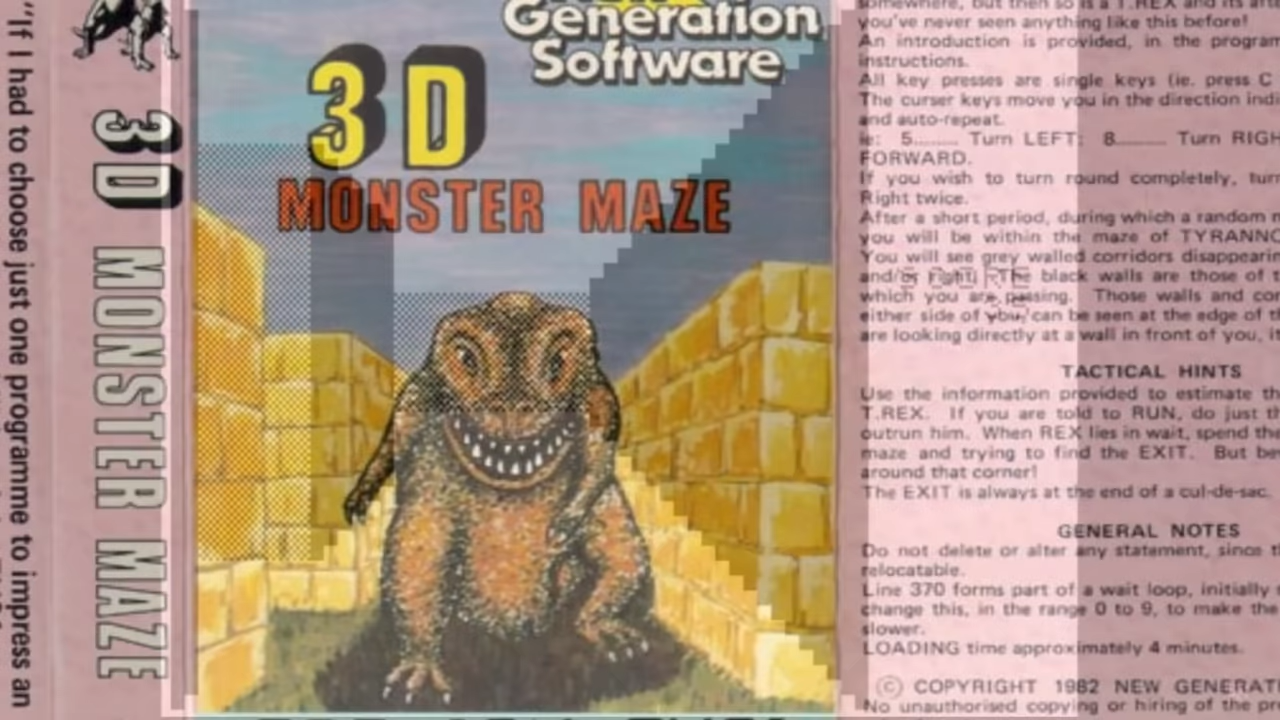 "If I had to choose just one programme to impress an
3D MONSTER MAZE
Generation
Software
3D
MONSTER MAZE
somewhere, but then so is a T.REX and its
you've never seen anything like this before!
An introduction is provided, in the program
instructions.
All key presses are single keys (ie. press C
The curser keys move you in the direction
and auto-repeat.
ie: 5......... Turn LEFT: 8......... Turn
FORWARD.
If you wish to turn round completely, turn
Right twice.
After a short period, during which a random
you will be within the maze of
You will see grey walled corridors
and/or right. The black walls are those of
which you are passing. Those walls and
either side of you, can be seen at the edge of
are looking directly at a wall in front of you,
TACTICAL HINTS
Use the information provided to estimate
T.REX. If you are told to RUN, do just
outrun him. When REX lies in wait, spend the
maze and trying to find the EXIT. But
around that corner!
The EXIT is always at the end of a cul-de-sac.
GENERAL NOTES
Do not delete or alter any statement, since
relocatable.
Line 370 forms part of a wait loop, initially
change this, in the range 0 to 9, to make the
slower.
LOADING time approximately 4 minutes.
© COPYRIGHT 1982 NEW
No unauthorised copying or hiring of the